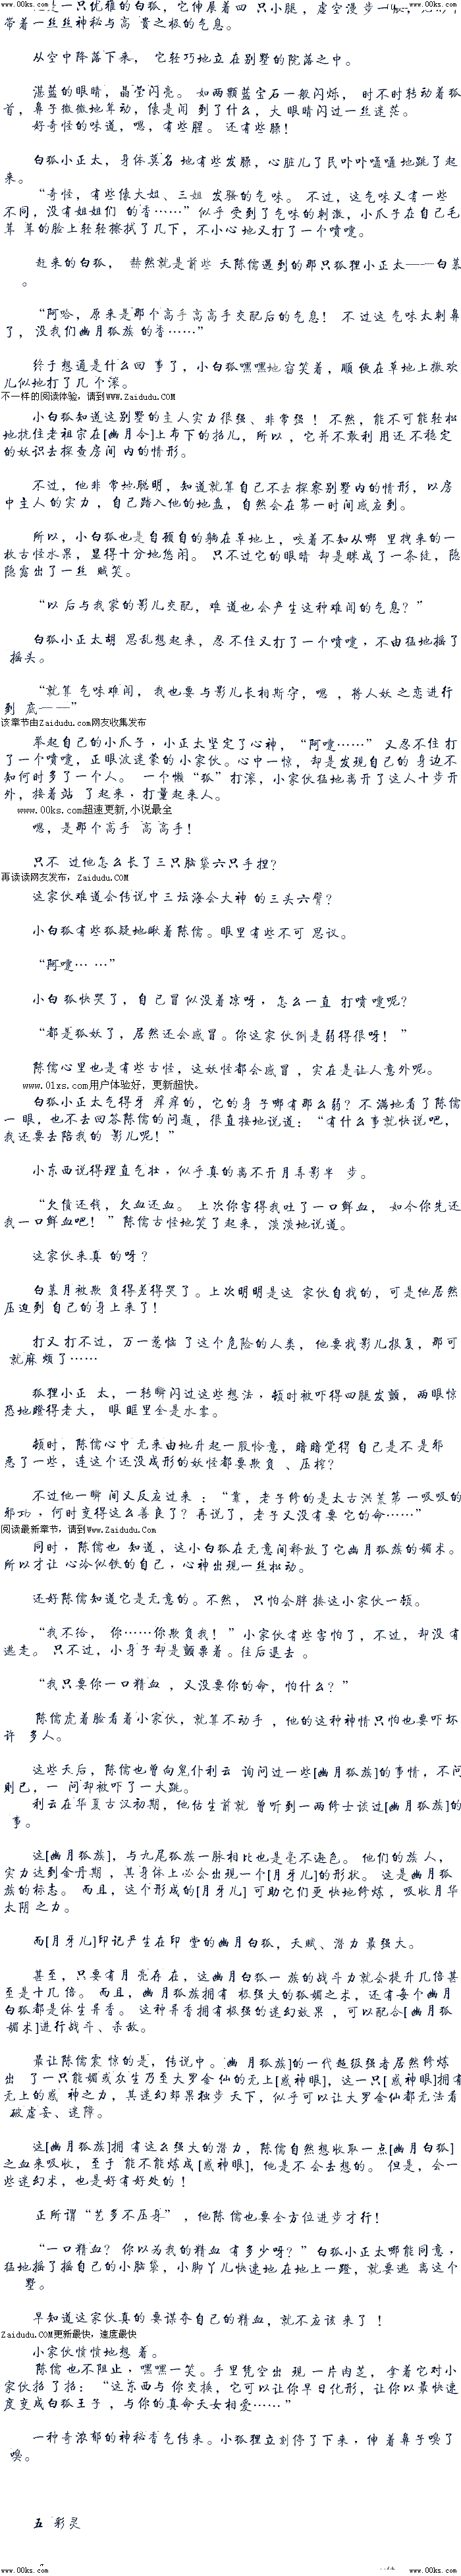 www.00ks.com
带着一丝丝神秘与高 贵之极的气息。
从空中降落下来， 它轻巧地立在别墅的院落之中。
湛蓝的眼睛，晶莹闪亮。 如两颗蓝宝石一般闪烁， 时不时转动着狐
首，鼻子微微地耸动，像是闻 到了什么，大 眼睛闪过一丝迷茫。
好奇怪的味道，嗯，有些腥。 还有些臊！
白狐小正太，身体莫名 地有些发臊，心脏儿了民卟卟嗵嗵地跳了起
来。
“奇怪，有些像大姐、三姐 发骚的气味。 不过，这气味又有一些
不同，没有姐姐们 的香……”似乎 受到了气味的刺激，小爪子在自己毛
茸 茸的脸上轻轻擦拭了几下，不小心地又打了一个喷嚏。
赶来的白狐， 赫然就是前些 天陈儒遇到的那只狐狸小正太——白慕
。
“阿哈，原来是那个高手高高手交配后的气息！ 不过这 气味太刺鼻
了，没我们幽月狐族 的香……”
终于想通是什么回 事了，小白狐嘿嘿地窃笑着，顺 便在草地上撒欢
儿似地打了几 个滚。
不一样的阅读体验，请到www.Zaidudu.COM
小白狐知道这别墅的主人实力很强、非常强！ 不然，能不可能轻松
地抗住老祖宗在[幽月令]上布下的招儿，所以 ，它并不敢利 用还不稳定
的妖识去探查房间 内的情形。
不过，他非 常地聪明，知道就算自己不去探察别墅内的情形，以房
中主人 的实力 ，自己踏入他的地盘，自然会在第一时间感应到。
所以，小白狐也是自顾自的躺在草地上，咬着不知从哪 里拽来的一
枚古怪水果，显得十分地悠闲。 只不过它的眼睛 却是眯成了一条徒，隐
隐露出了一丝 贼笑。
“以 后与我家的影儿交配，难 道也会产生这种难闻的气息？”
白狐小正太胡 思乱想起来，忍不住又打了一个喷嚏，不由猛地摇了
摇头。
“就算 气味难闻， 我也要 与影儿长相斯守，嗯 ，将人妖 之恋进行
到 底——”
该章节由Zaidudu.com网友收集发布
举起自己的小爪子，小正太坚定了心神，“阿嚏……” 又忍不住 打
了一个喷嚏，正眼泪迷蒙的小家伙。心中一惊，却是发现自己的 身边不
知何时多 了一个人。 一个懒“狐”打滚，小家伙猛地离开了这人十步开
外，接着站 了起来，打量起来人。
www.00ks.com超速更新,小说最全
嗯，是那个高手 高 高手！
只不 过他怎么长了三只脑袋六只手捏？
再读读网友发布，Zaidudu.COM
这家伙难道会传说中三坛海会大神 的三头六臂？
小白狐有些狐疑地瞅着陈儒。眼里有些不可 思议。
“阿嚏… …”
小白 狐快哭了，自己冒似没着凉呀，怎么一直 打喷 嚏呢？
“都是狐妖了，居然还会感冒。你这家 伙倒是弱得很呀！ ”
陈儒心里也是有些古怪，这妖怪都会感冒 ，实在是让人意外呢。
www.01xs.com用户体验好，更新超快。
白狐小正太气得牙 痒痒的，它的身子哪有那么弱？不 满地看了陈儒
一 眼，也不去回答陈儒的问题，很直接地说道：“有什么事就快说吧，
我还要去陪我的 影儿呢！”
小东西说得理直气壮，似乎真的离不开月弄影半 步。
“欠债还钱，欠血还血。 上次你害得我吐了一口鲜血， 如今你先还
我一口鲜血吧！”陈儒古怪地笑了起来，淡淡地说道。
这家伙来真 的呀？
白慕月被欺 负得差得哭了。上次明明是这 家伙自找的，可是他居然
压迫到 自己的身上来了！
打又 打不过，万一惹恼 了这个危险的人类， 他要找影儿报复，那可
就麻 烦了……
狐狸小正 太，一转瞬闪过这些想法，顿时被吓得四腿发颤，两眼惊
恐地瞪得老大， 眼 眶里全是水雾。
顿时，陈儒心中 无来由地升起一股怜意，暗暗觉得 自己是不 是邪
恶了一些，连这个还没成形的妖怪都要欺负 、压榨？
不过他一瞬 间又反应过来 ：“靠，老子修的是太古洪荒第 一吸吸的
邪功，何时变得这么善良了？再说了，老子又没有要 它的命……”
阅读最新章节，请到Www.Zaidudu.Com
同时，陈儒也 知道，这小白狐在无意间释放了它幽月狐族的媚术。
所以才让 心冷似铁的自己，心神出现一丝松动。
还好陈儒知道它是无意的。不然， 只怕会胖 揍这小家伙一顿。
“我不给， 你……你欺负我！ ”小家伙有些害怕了，不过，却没 有
逃走。 只不过，小身子却是颤栗着。往后退去 。
“我只要你一口精血 ，又没要你的命，怕什么？”
陈儒虎着脸看着小家伙，就算不动手 ，他的这种神情只怕也要吓坏
许 多人。
这些天后，陈儒也曾向鬼仆利云 询问过一些[幽月狐族]的事情，不问
则已，一 问却被吓了一大跳。
利云在华夏古汉初期，他估生前就 曾听到一两修士谈过[幽月狐族]的
事。
这[幽月狐族]，与九尾狐族一脉相比也是毫不逊色。 他们的族人，
实力达到金丹期 ，其身体上必会出现一个[月牙儿]的形状。 这是幽月狐
族的标志。 而且，这个形成的[月牙儿] 可助它们更 快地修炼，吸收月华
太阴 之力。
而[月牙儿]印记产生在印 堂的幽月白狐，天赋、潜力 最强大。
甚至，只要有月 亮存 在，这幽月白狐一 族的战斗力就会提升几倍甚
至是十几倍。 而且，幽月狐族拥有 极强大的狐媚之术，还有每个幽月
白狐都是体生异香。 这种异香拥有极强的迷幻效果 ，可以配合[幽月狐
媚术]进行战斗、杀敌。
最让陈儒震 惊的是，传说中。[幽 月狐族]的一代超级强者居然修炼
出 了一只能媚惑众生乃至大罗金仙的无上[惑神眼]，这一只[惑神眼]拥有
无上的惑 神之力，其迷幻却果独步 天下，似乎可以让大罗金仙都无法看
破虚妄、迷障。
这[幽月狐族]拥 有这么强大的潜力，陈儒自然想收取一点[幽月白狐]
之血来吸收，至于 能不能炼成[惑神眼]，他是不 会去想的。 但是，会一
些迷幻术，也是好有好处的！
正所谓“艺多不压身” ，他陈 儒也要全方位进步才行！
“一口精血？ 你以为我的精血 有多少呀？”白狐小正太哪能同意，
猛地摇了摇自己的小脑袋，小脚丫儿快速地 在地上一蹬，就要逃 离这个
墅。
早知道这家伙真的 要谋夺自己的精血，就不应该来了 ！
Zaidudu.COM更新最快，速度最快
小家伙愤愤地想 着。
陈儒 也不阻止，嘿嘿一笑。手里凭空出 现 一片肉芝，拿着它对小
家伙招 了招： “这东西与 你交换，它可以让你早日化形，让你以最快速
度变成白狐王子 ，与你的真命天女相爱……”
一种奇浓郁的神秘香气传来。小狐狸立刻停了下来，伸 着鼻子嗅了
嗅。
五 彩灵
www.00ks.com
www.00ks.com